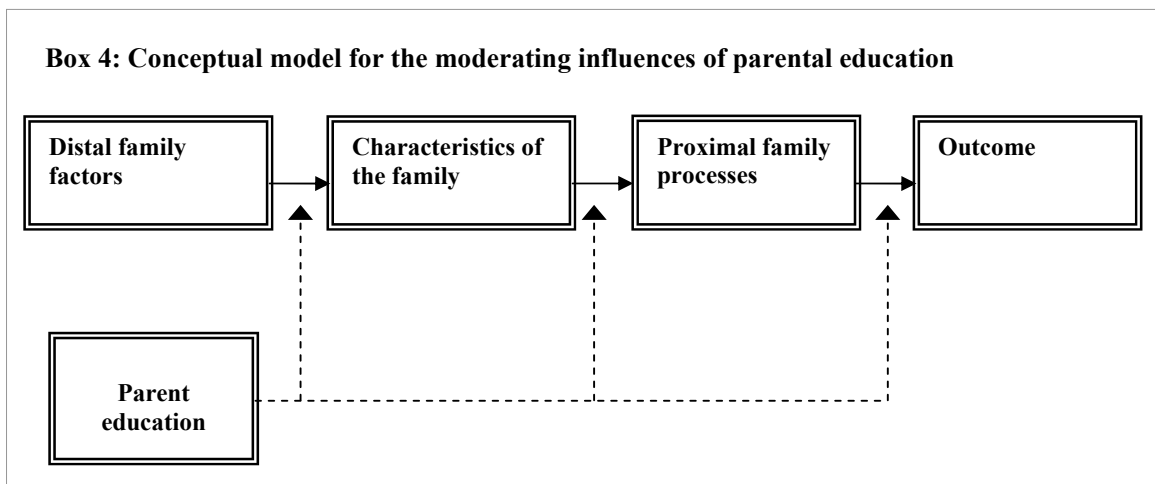 Box 4: Conceptual model for the moderating influences of parental education
Distal family
factors
Characteristics of
the family
Proximal family
processes
Outcome
Parent
education